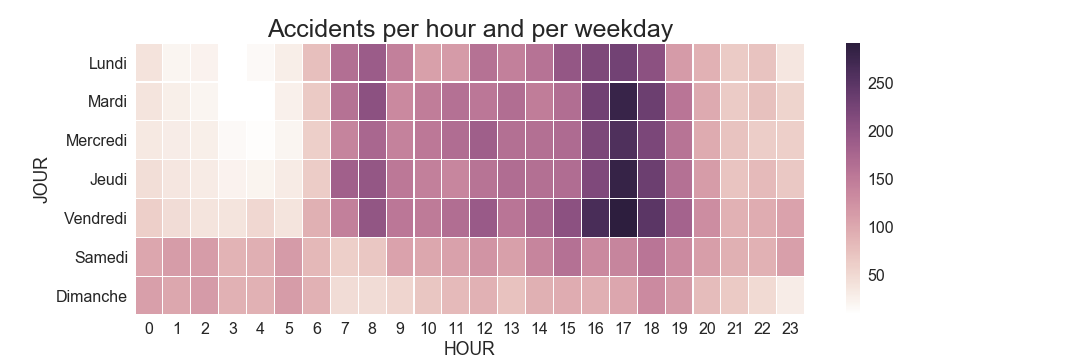 Accidents per hour and per weekday
Lundi
Mardi
Mercredi
Jeudi
Vendredi
Samedi
Dimanche
JOUR
0 1 2 3 4 5 6 7 8 9 10 11 12 13 14 15 16 17 18 19 20 21 22 23
HOUR
250
200
150
100
50